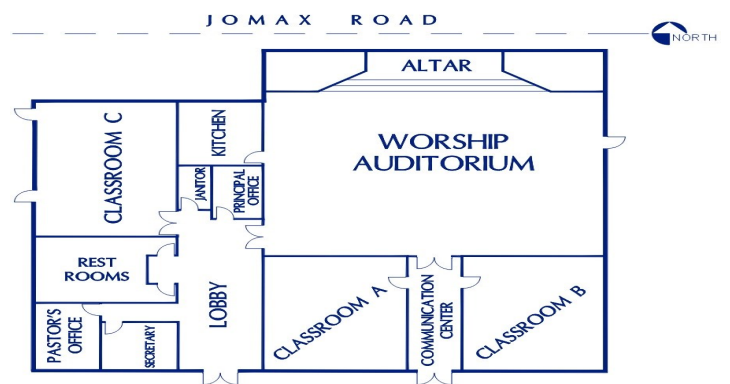 JOMAX ROAD
NORTH
ALTAR
WORSHIP
AUDITORIUM
CLASSROOM C
KITCHEN
JANITOR
PRINCIPAL
OFFICE
REST
ROOMS
LOBBY
PASTOR'S
OFFICE
SECRETARY
CLASSROOM A
COMMUNICATION
CENTER
CLASSROOM B